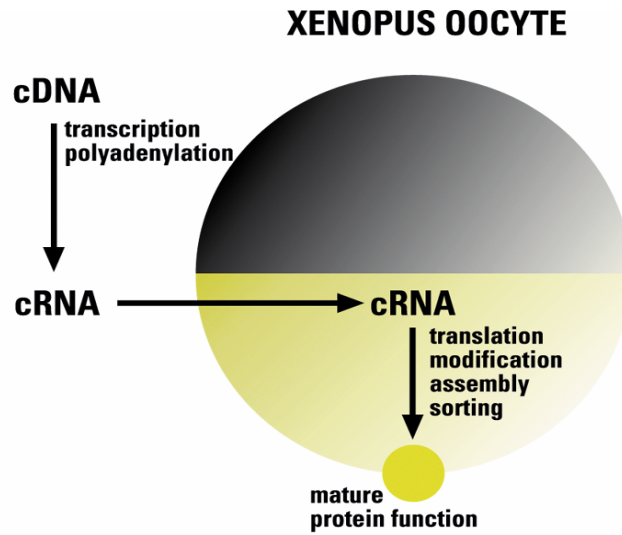 XENOPUS OOCYTE
cDNA
transcription
polyadenylation
cRNA
cRNA
translation
modification
assembly
sorting
mature
protein function